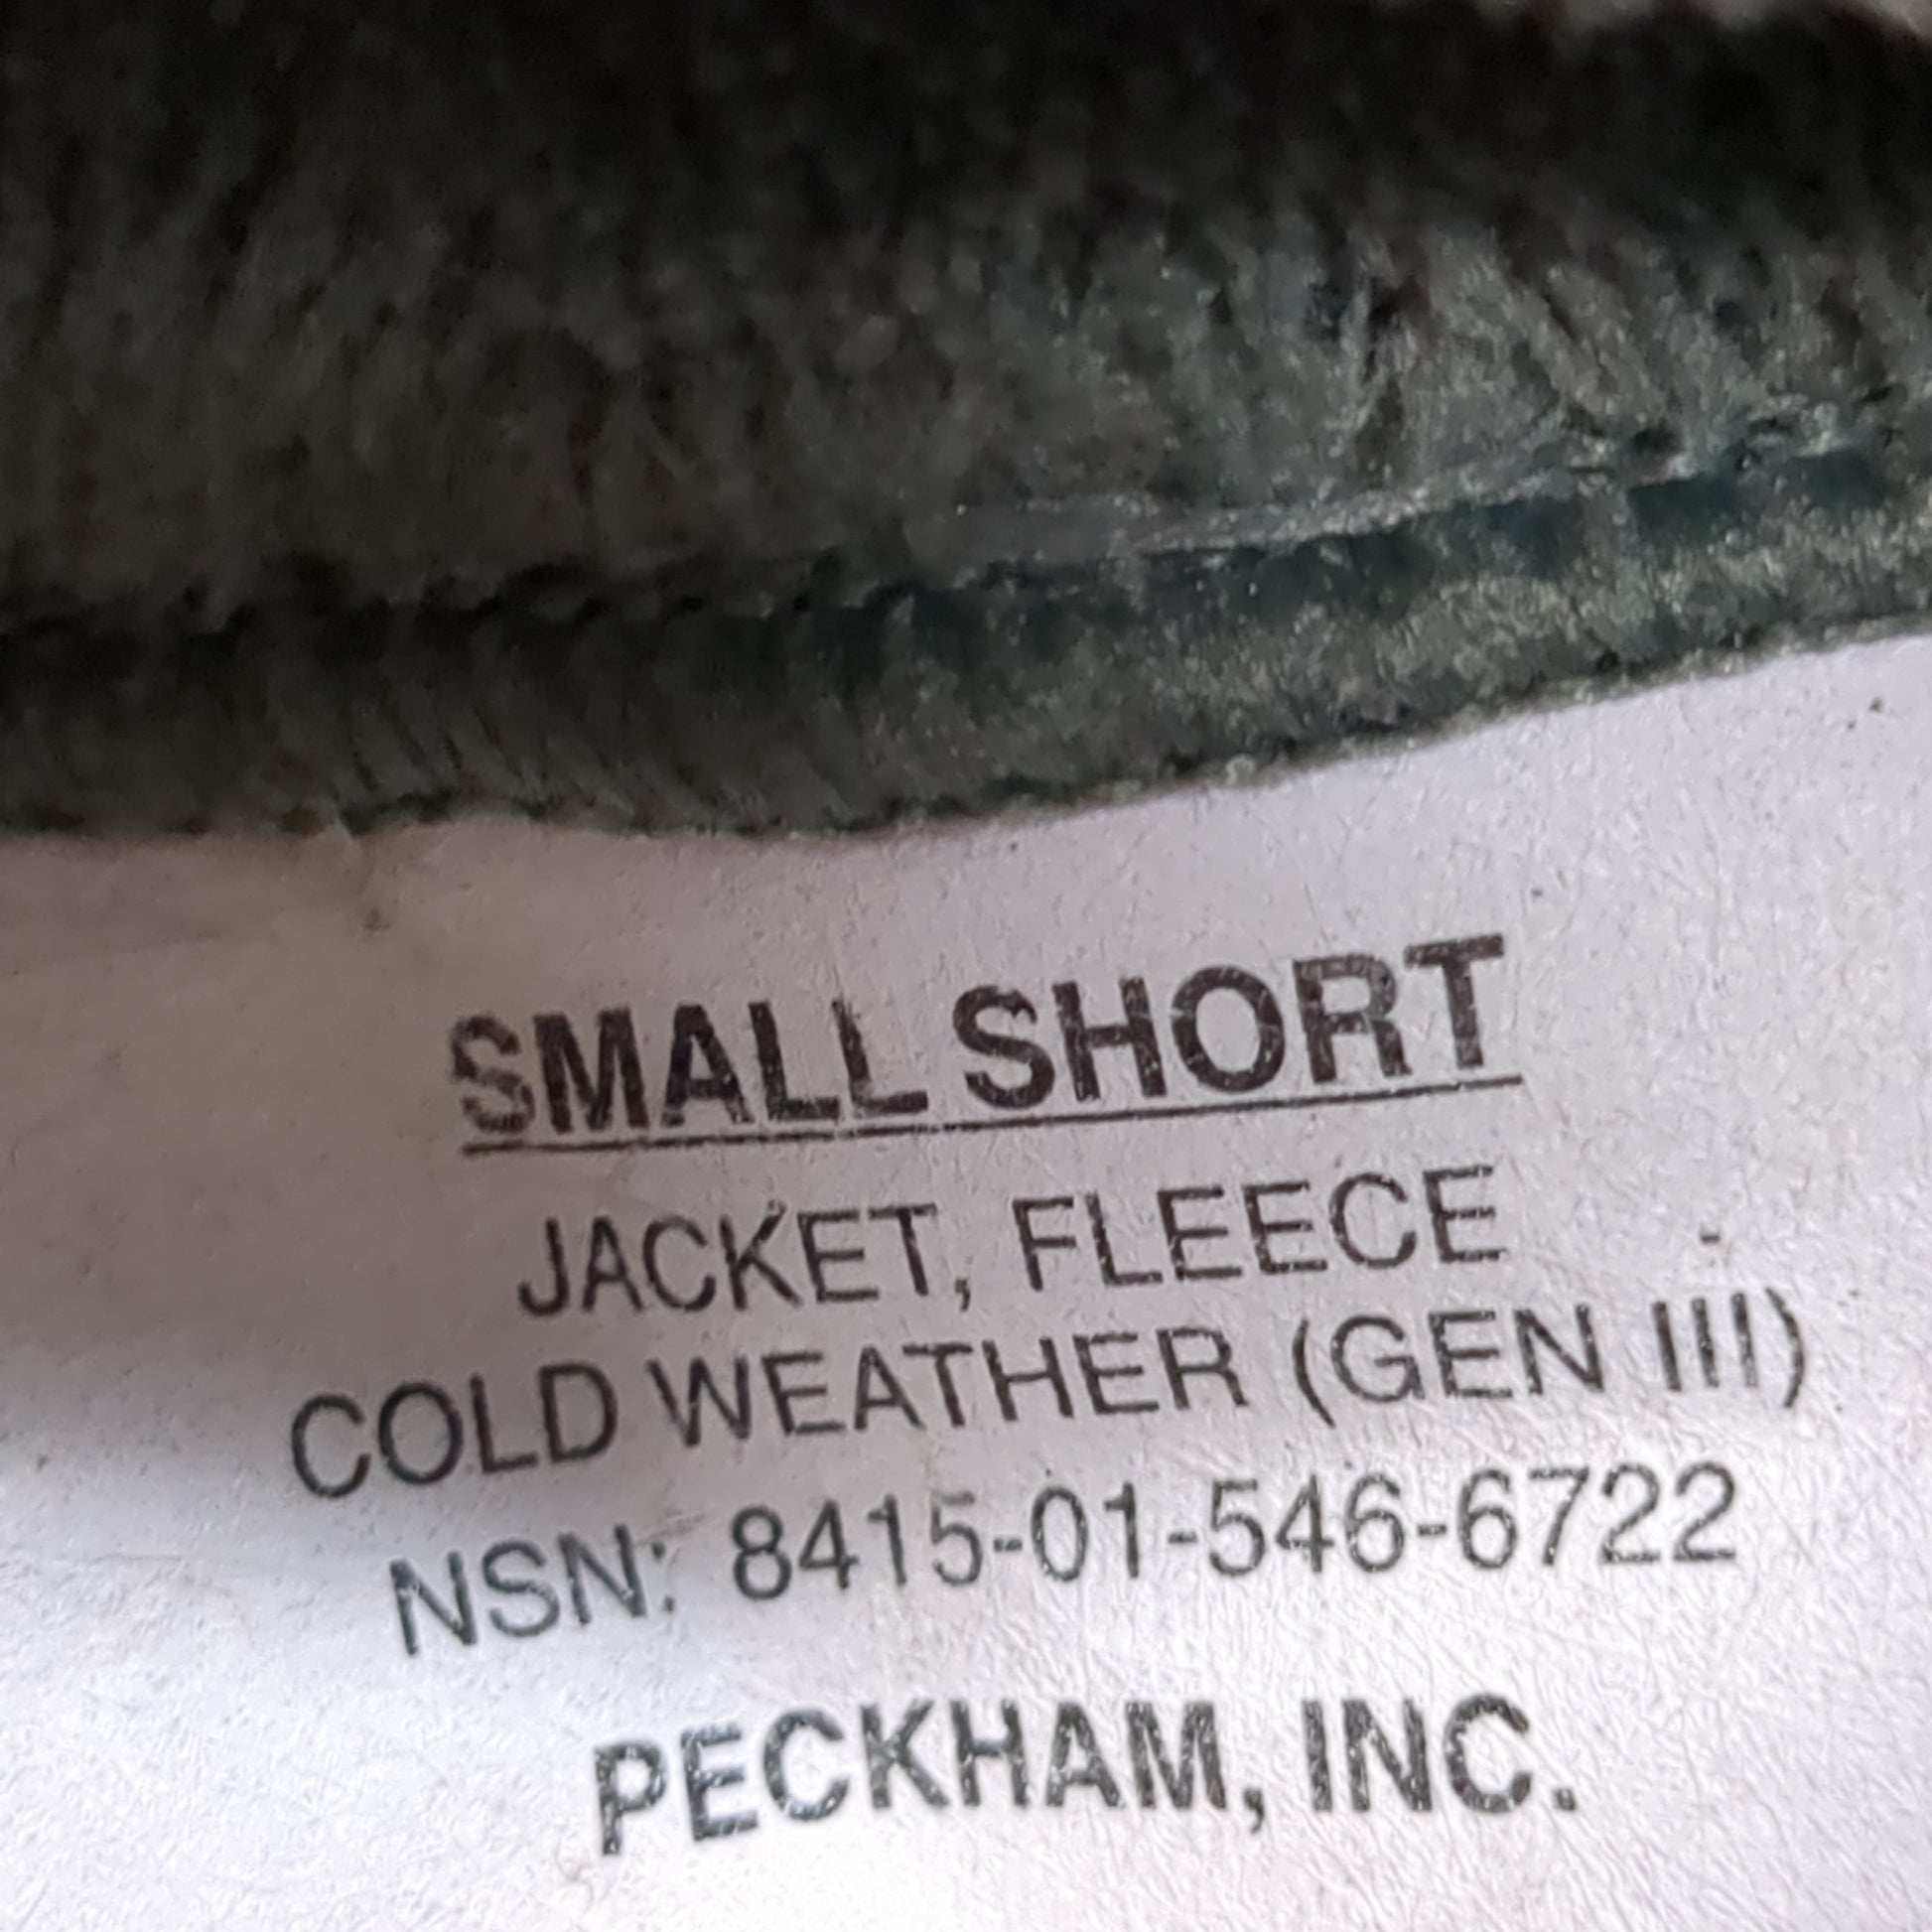 SMALL SHORT
JACKET, FLEECE
COLD WEATHER (GEN III)
NSN: 8415-01-546-6722
PECKHAM, INC.